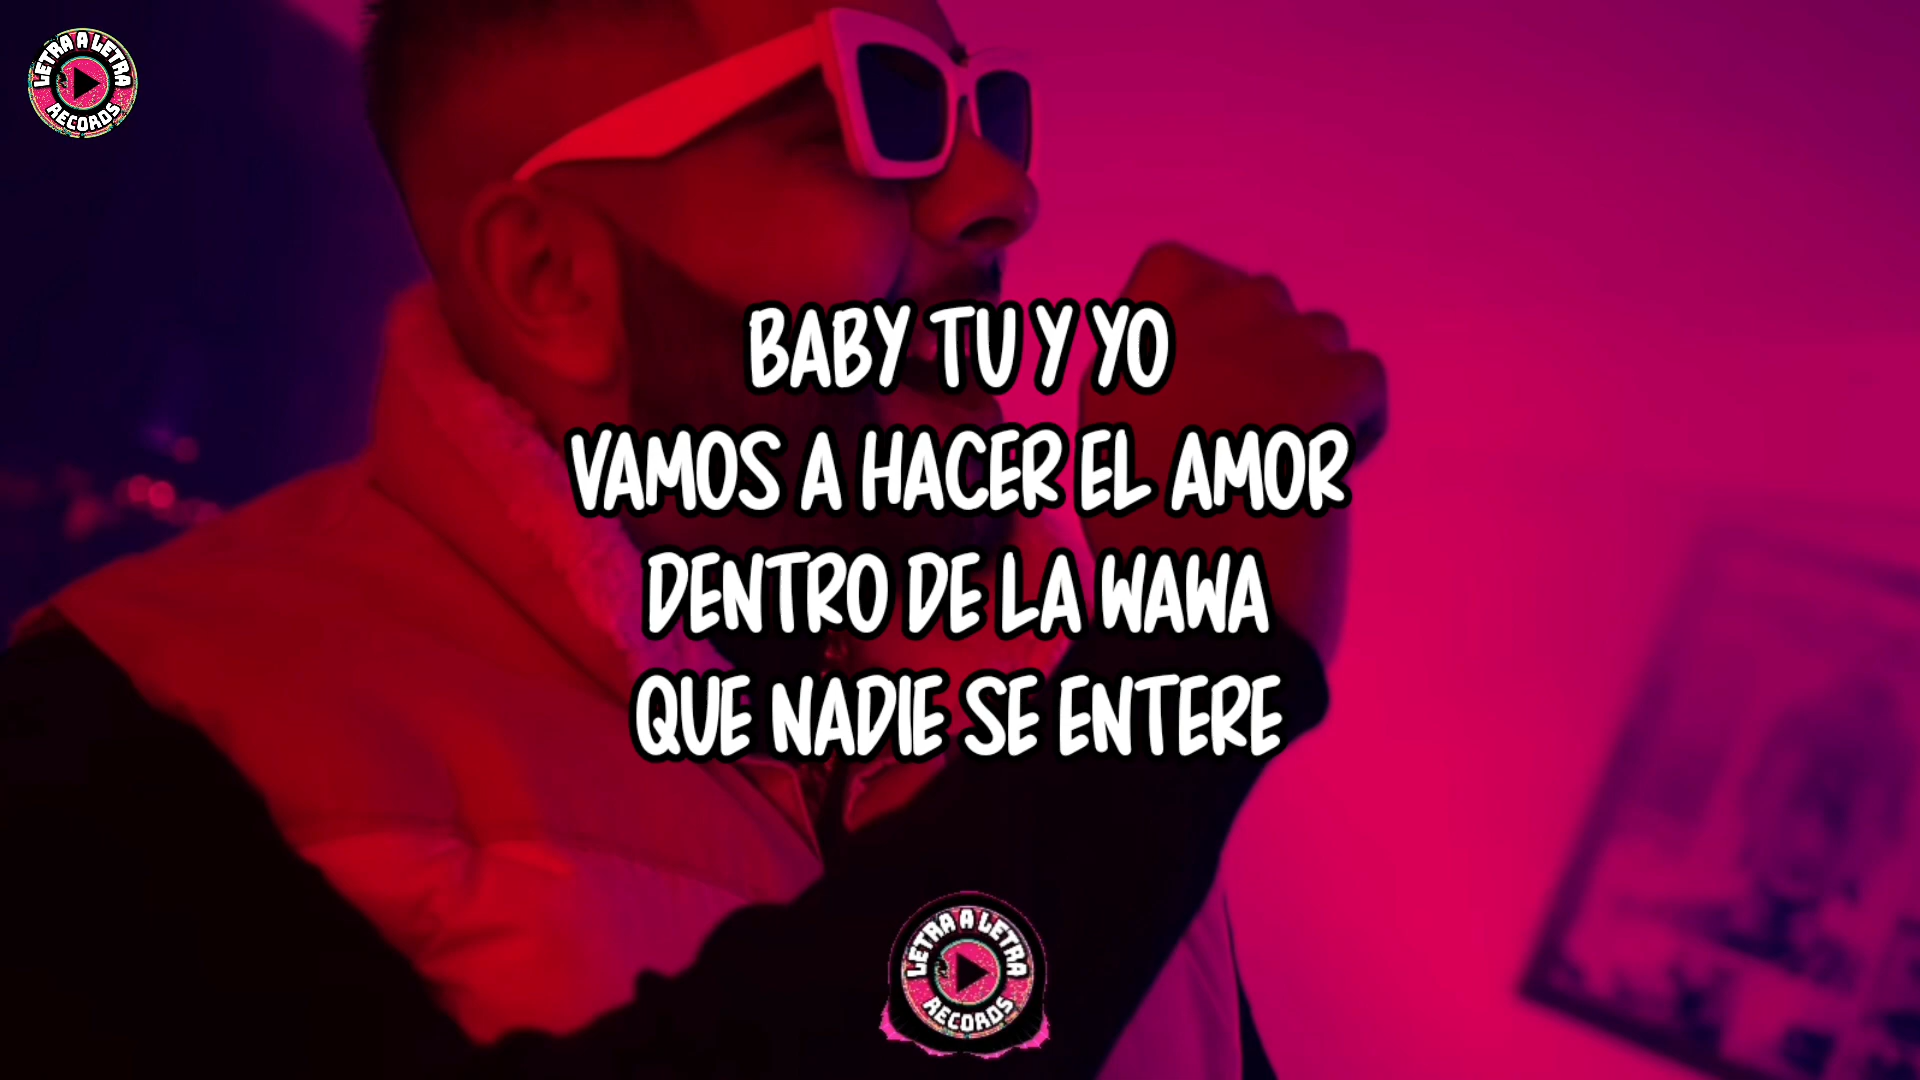 LETRA A LETRA
RECORDS
BABY TU Y YO
VAMOS A HACER EL AMOR
DENTRO DE LA WAWA
QUE NADIE SE ENTERE
LETRA A LETRA
RECORDS